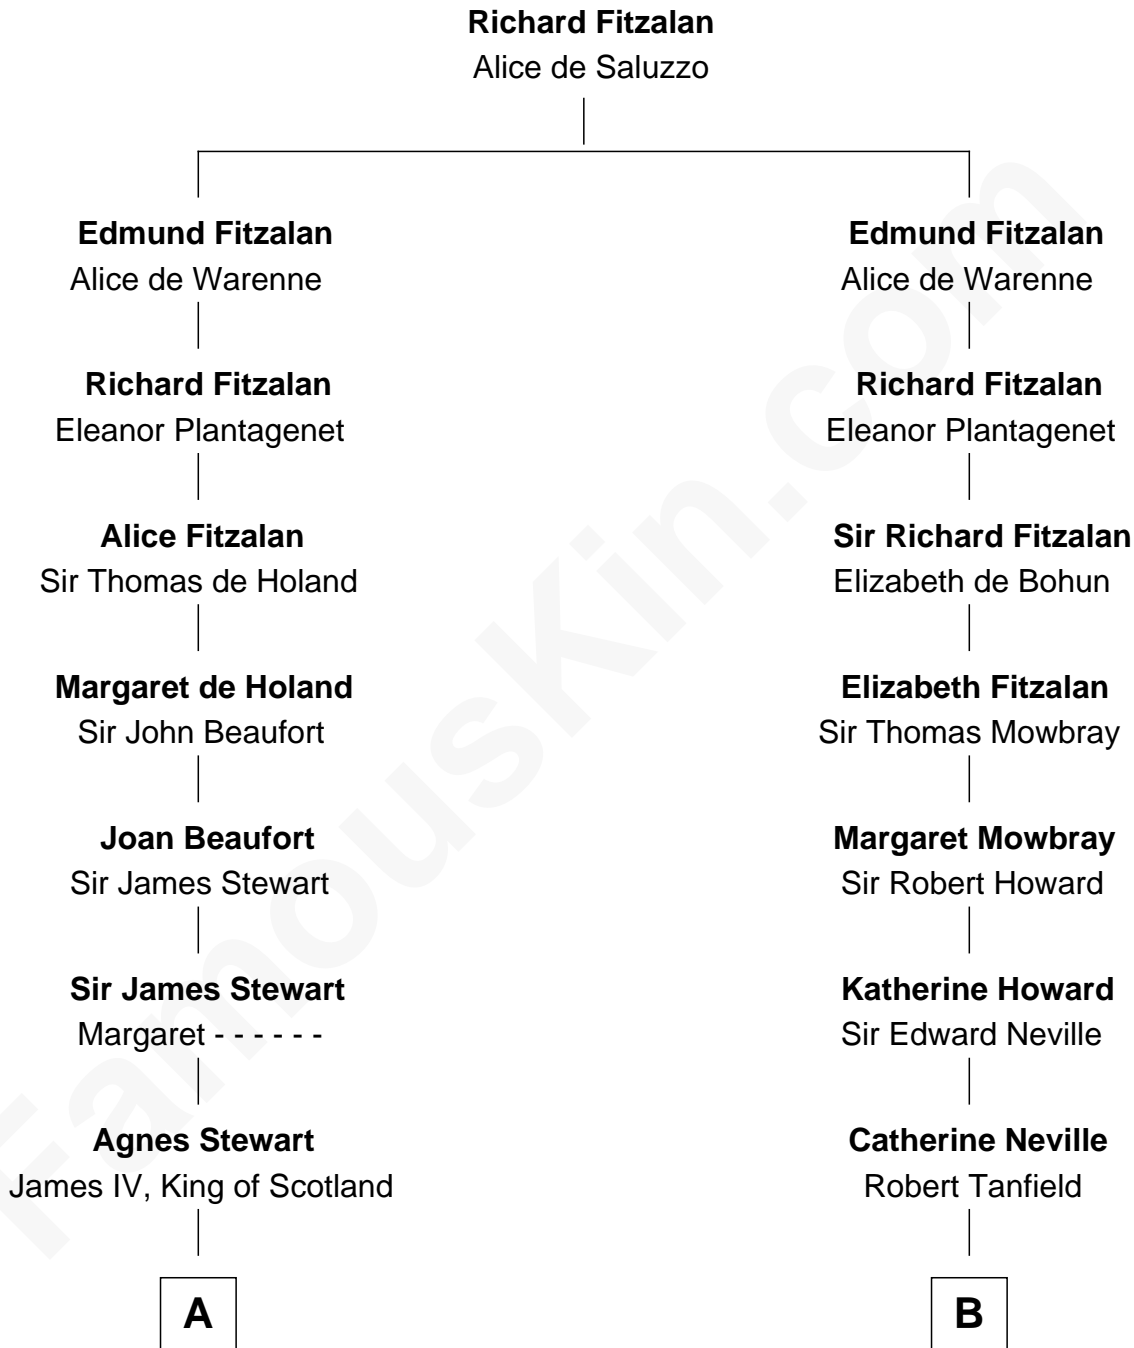 Richard Fitzalan
Alice de Saluzzo
Edmund Fitzalan
Alice de Warenne
Richard Fitzalan
Eleanor Plantagenet
Alice Fitzalan
Sir Thomas de Holand
Margaret de Holand
Sir John Beaufort
Joan Beaufort
Sir James Stewart
Sir James Stewart
Margaret - - - - - -
Agnes Stewart
James IV, King of Scotland
A
Edmund Fitzalan
Alice de Warenne
Richard Fitzalan
Eleanor Plantagenet
Sir Richard Fitzalan
Elizabeth de Bohun
Elizabeth Fitzalan
Sir Thomas Mowbray
Margaret Mowbray
Sir Robert Howard
Katherine Howard
Sir Edward Neville
Catherine Neville
Robert Tanfield
B
FamousKin.com